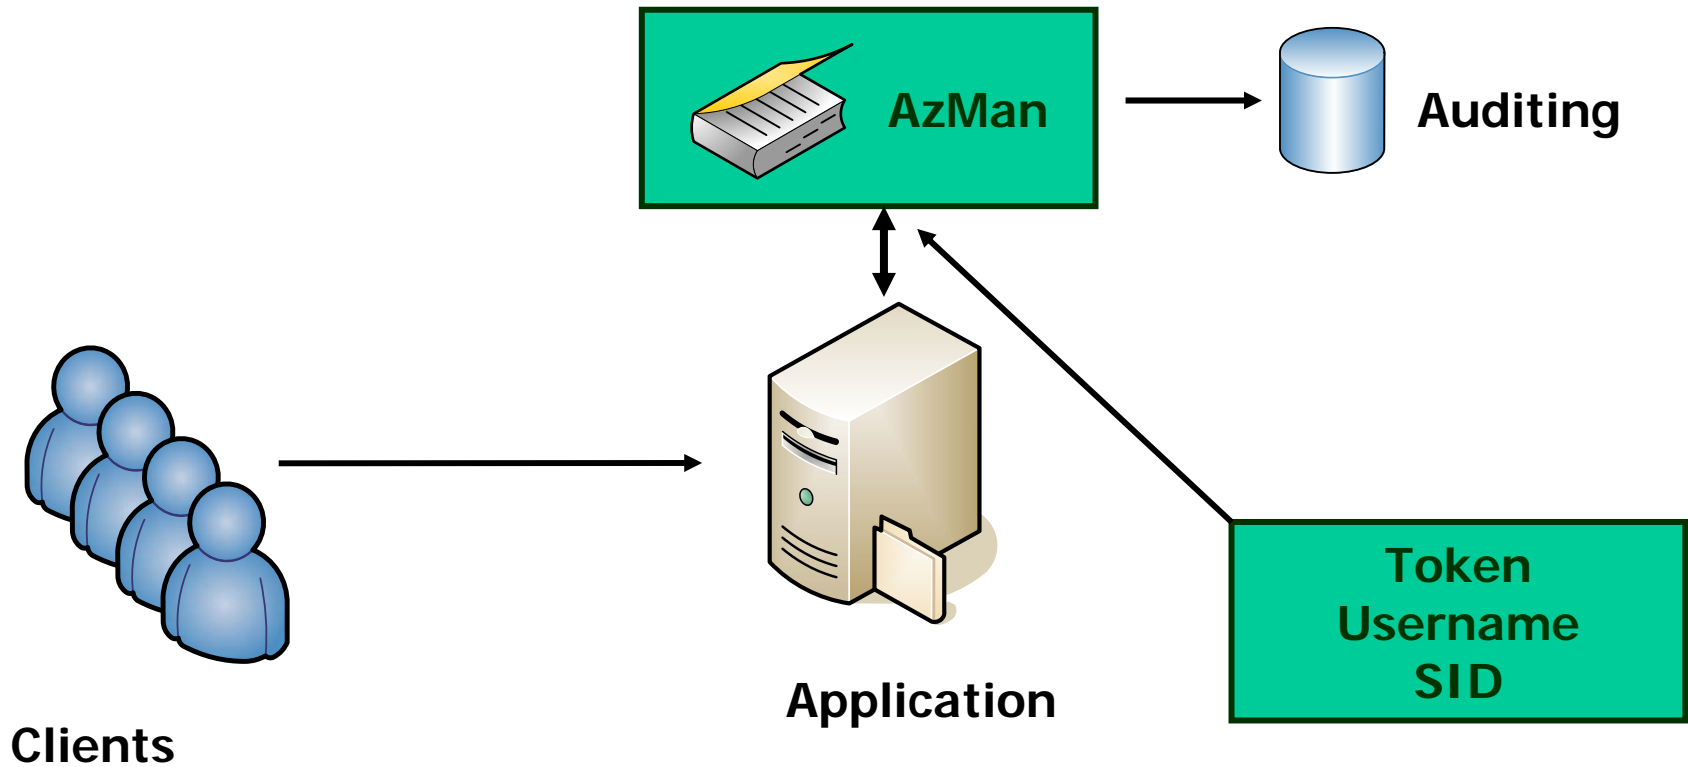 AzMan
Auditing
Token
Username
SID
Application
Clients